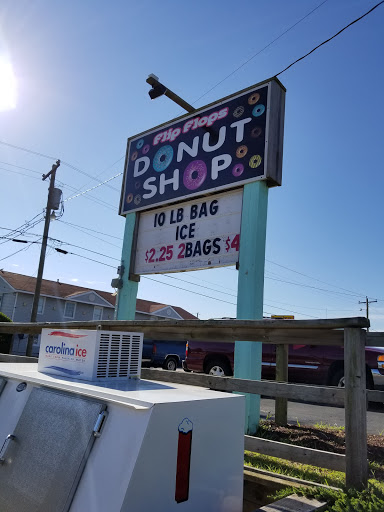 Flip Flops
DONUT
SHOP
10 LB BAG
ICE
$2.25 2BAGS $4
carolina ice